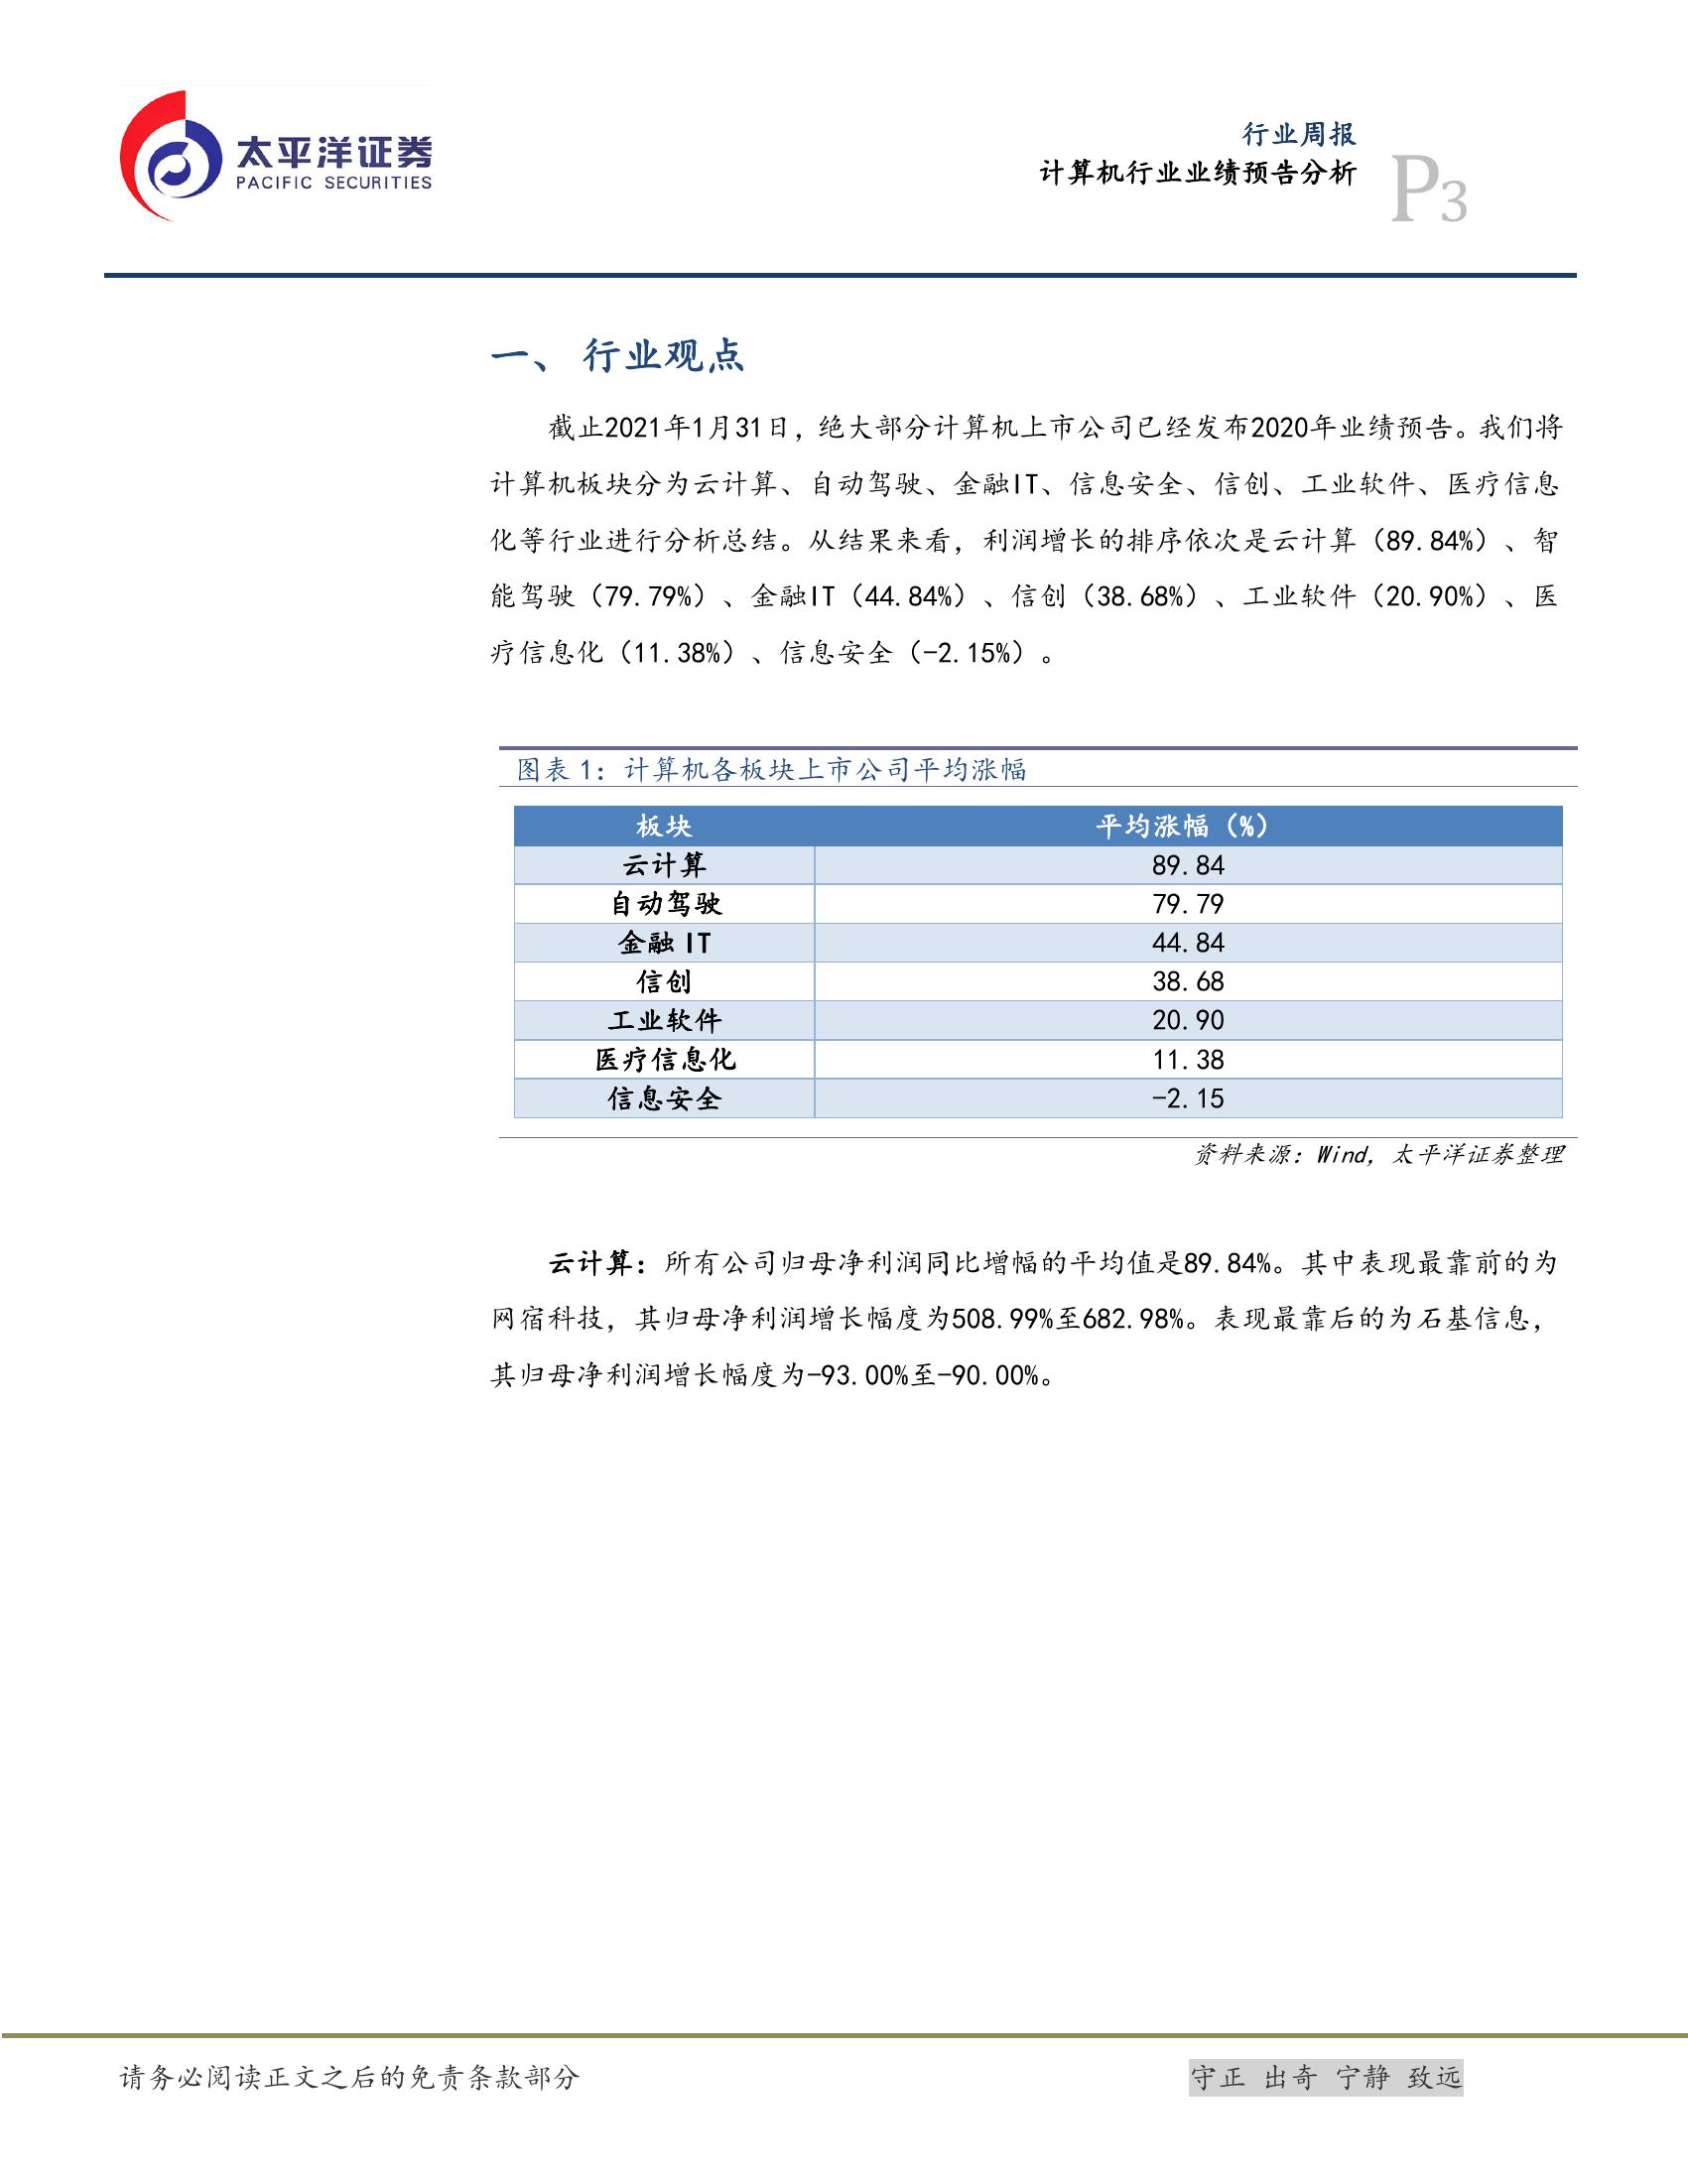 太平洋证券
PACIFIC SECURITIES
行业周报
计算机行业业绩预告分析
P3
一、 行业观点
截止2021年1月31日，绝大部分计算机上市公司已经发布2020年业绩预告。我们将
计算机板块分为云计算、自动驾驶、金融IT、信息安全、信创、工业软件、医疗信息
化等行业进行分析总结。从结果来看，利润增长的排序依次是云计算（89.84%）、智
能驾驶（79.79%）、金融IT（44.84%）、信创（38.68%）、工业软件（20.90%）、医
疗信息化（11.38%）、信息安全（-2.15%）。
图表 1：计算机各板块上市公司平均涨幅
板块 平均涨幅（%）
云计算 89.84
自动驾驶 79.79
金融 IT 44.84
信创 38.68
工业软件 20.90
医疗信息化 11.38
信息安全 -2.15
资料来源：Wind，太平洋证券整理
云计算：所有公司归母净利润同比增幅的平均值是89.84%。其中表现最靠前的为
网宿科技，其归母净利润增长幅度为508.99%至682.98%。表现最靠后的为石基信息，
其归母净利润增长幅度为-93.00%至-90.00%。
请务必阅读正文之后的免责条款部分
守正 出奇 宁静 致远